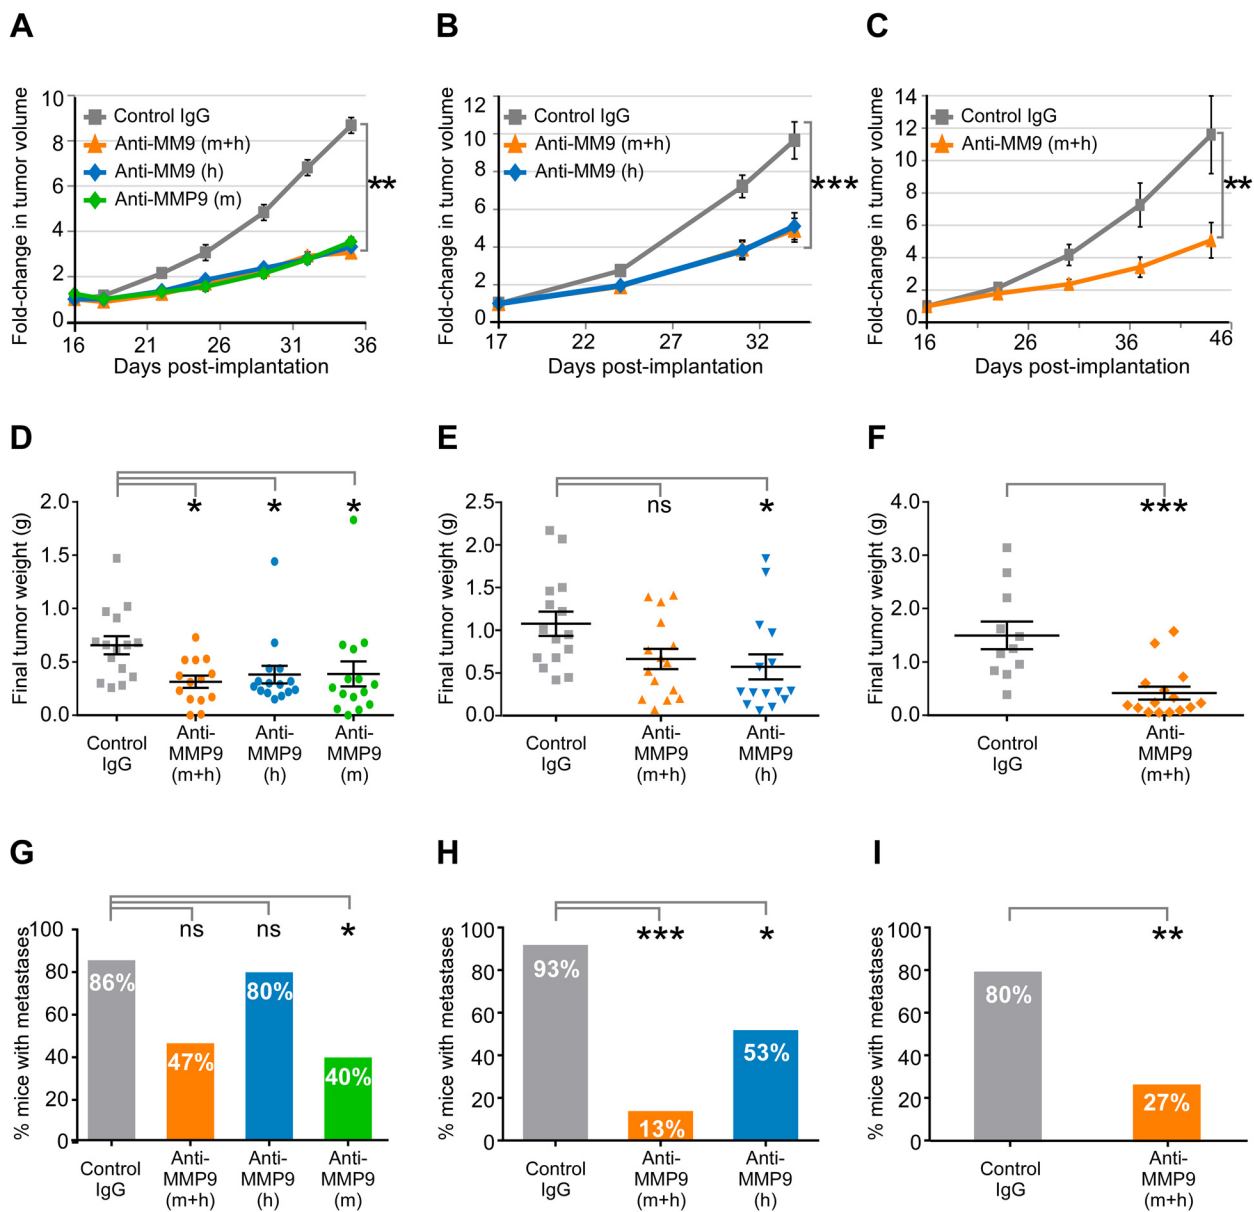 A
Fold-change in tumor volume
10
8
6
4
2
0
Control IgG
Anti-MM9 (m+h)
Anti-MM9 (h)
Anti-MMP9 (m)
**
16 21 26 31 36
Days post-implantation
B
Fold-change in tumor volume
12
10
8
6
4
2
0
Control IgG
Anti-MM9 (m+h)
Anti-MM9 (h)
***
17 22 27 32
Days post-implantation
C
Fold-change in tumor volume
14
12
10
8
6
4
2
0
Control IgG
Anti-MM9 (m+h)
**
16 26 36 46
Days post-implantation
D
Final tumor weight (g)
2.0
1.5
1.0
0.5
0.0
* * *
Control
IgG
Anti-
MMP9
(m+h)
Anti-
MMP9
(h)
Anti-
MMP9
(m)
E
Final tumor weight (g)
2.5
2.0
1.5
1.0
0.5
0.0
ns *
Control
IgG
Anti-
MMP9
(m+h)
Anti-
MMP9
(h)
F
Final tumor weight (g)
4.0
3.0
2.0
1.0
0.0
***
Control
IgG
Anti-
MMP9
(m+h)
G
% mice with metastases
100
80
60
40
20
0
ns ns *
86%
47%
80%
40%
Control
IgG
Anti-
MMP9
(m+h)
Anti-
MMP9
(h)
Anti-
MMP9
(m)
H
% mice with metastases
100
80
60
40
20
0
*** *
93%
13%
53%
Control
IgG
Anti-
MMP9
(m+h)
Anti-
MMP9
(h)
I
% mice with metastases
100
80
60
40
20
0
**
80%
27%
Control
IgG
Anti-
MMP9
(m+h)